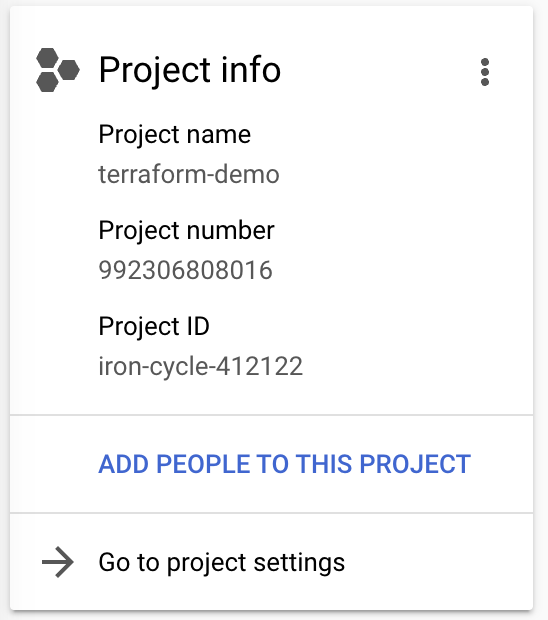 Project info
Project name
terraform-demo
Project number
992306808016
Project ID
iron-cycle-412122
ADD PEOPLE TO THIS PROJECT
Go to project settings